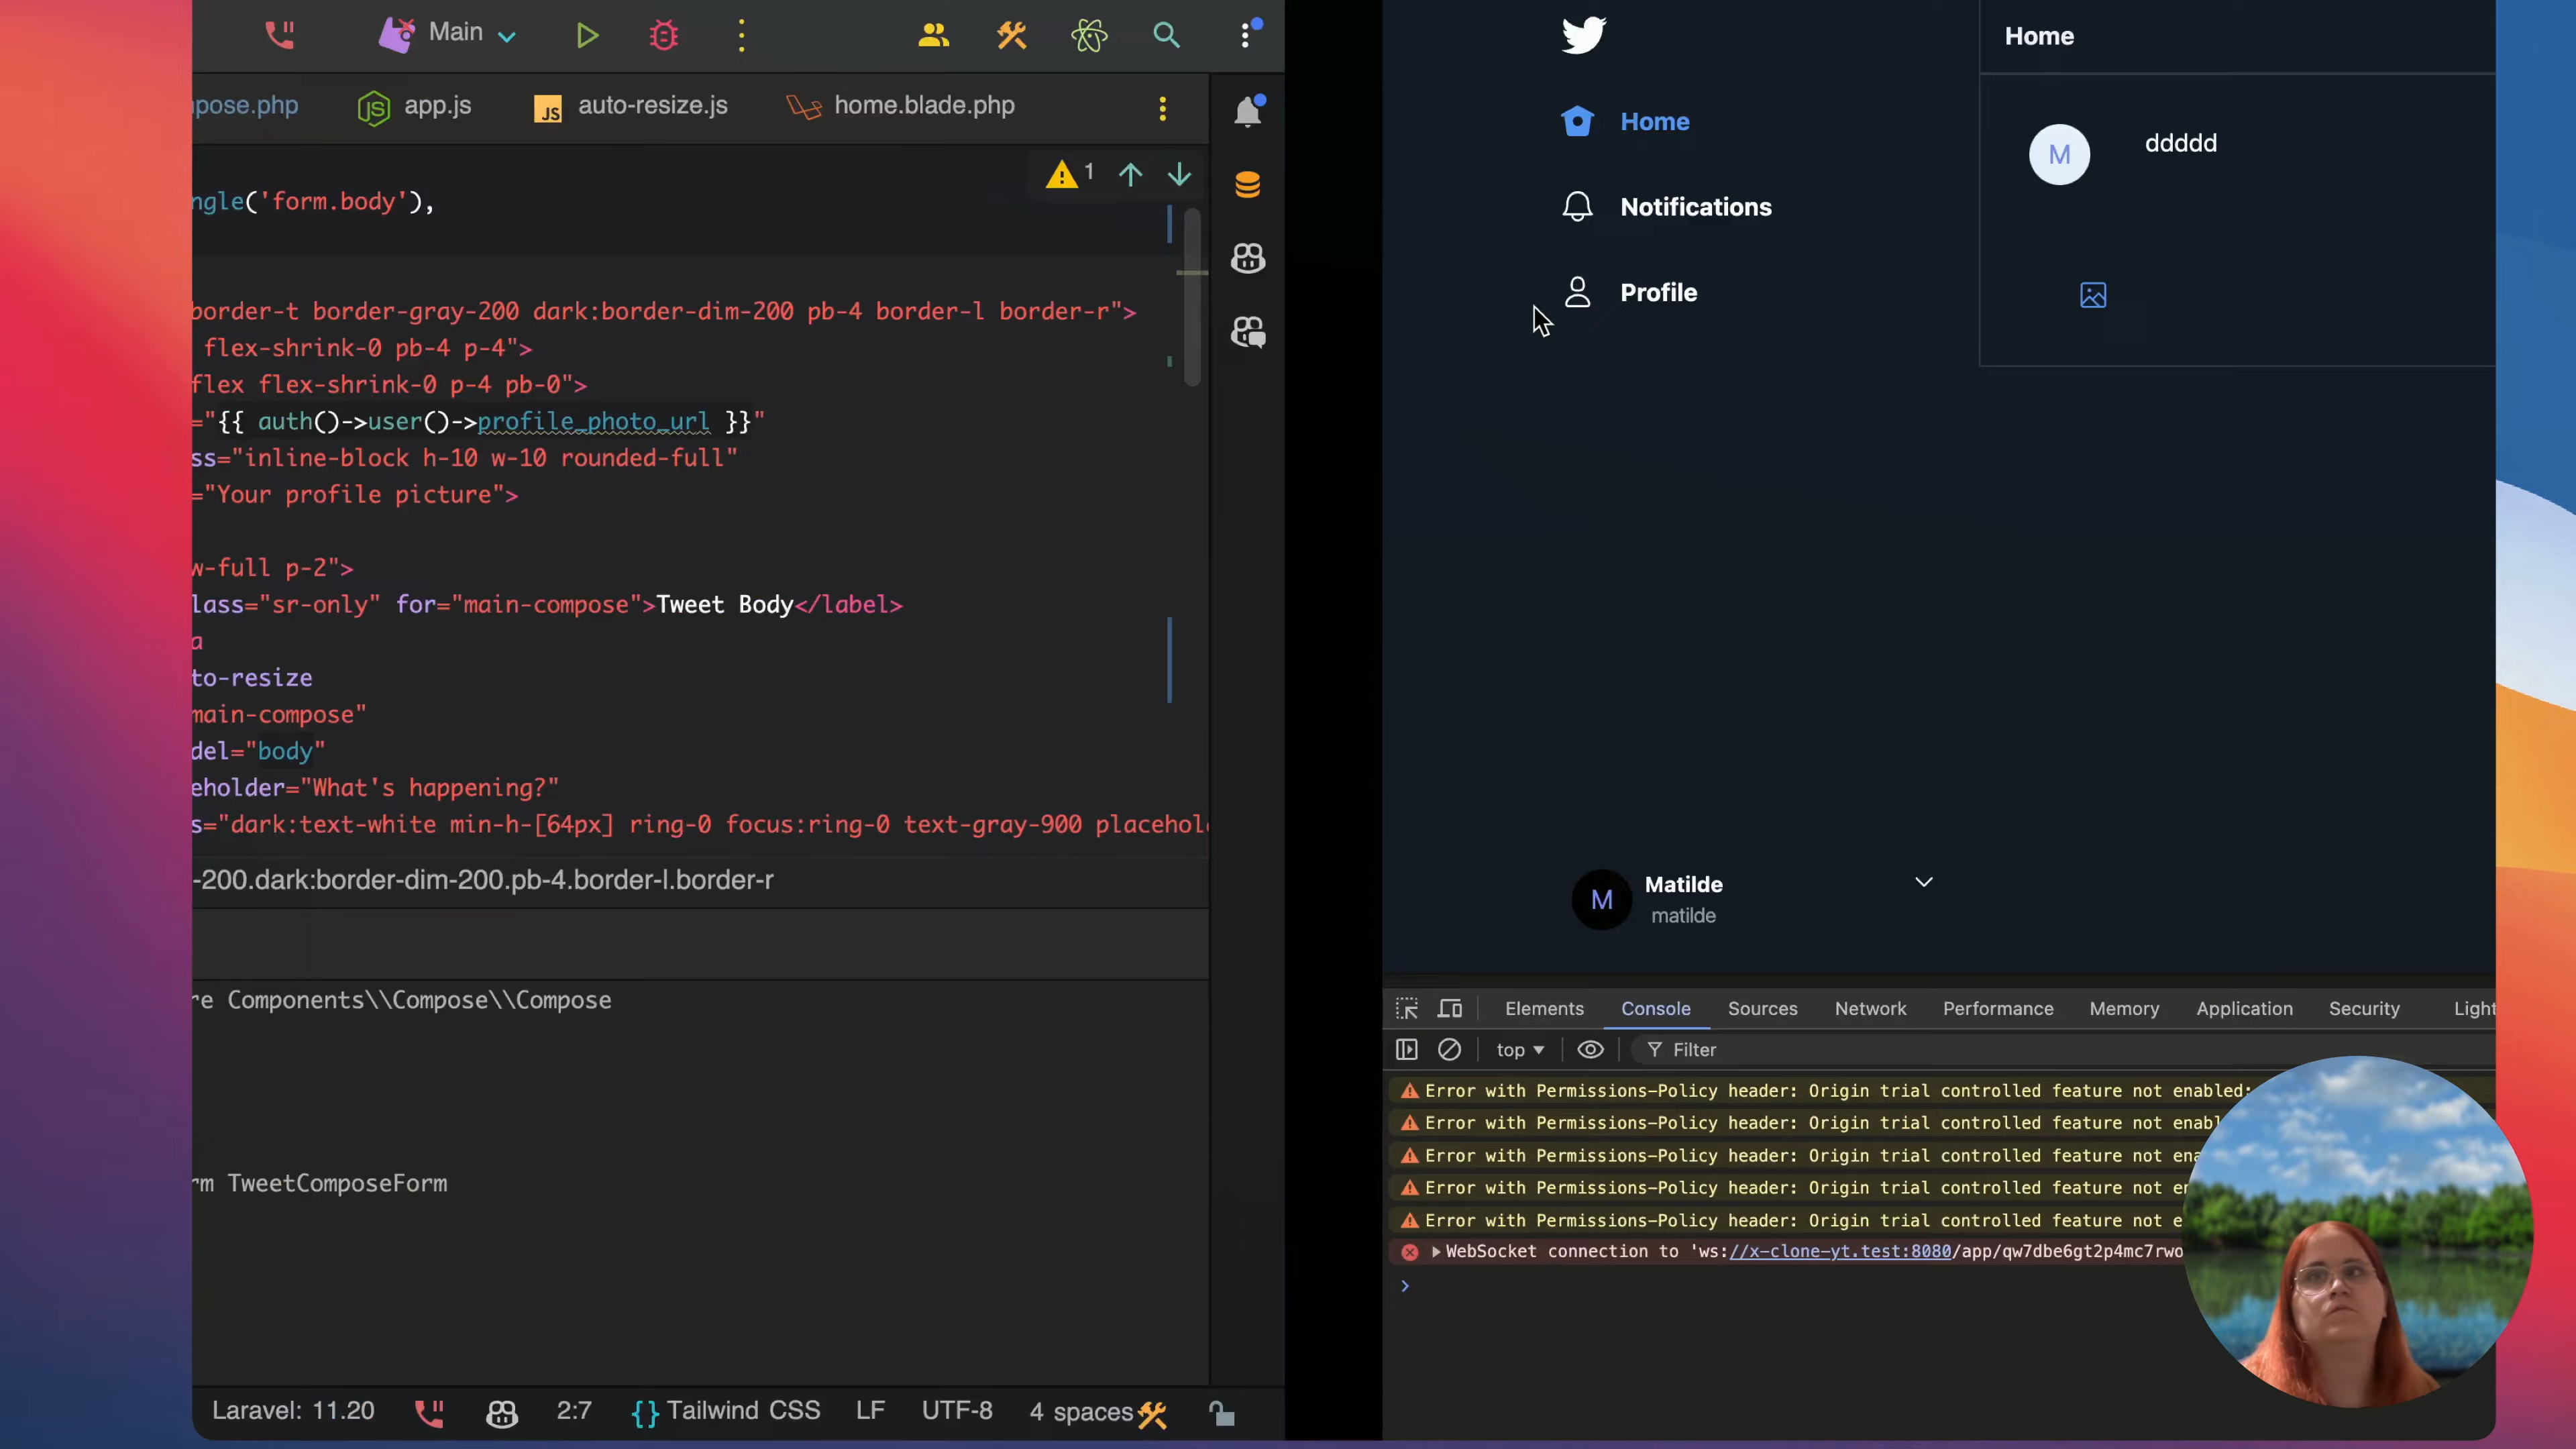 Main
pose.php
app.js
auto-resize.js
home.blade.php
1
ngle('form.body'),
border-t border-gray-200 dark:border-dim-200 pb-4 border-l border-r">
flex-shrink-0 pb-4 p-4">
flex flex-shrink-0 p-4 pb-0">
="{{ auth()->user()->profile_photo_url }}"
ss="inline-block h-10 w-10 rounded-full"
="Your profile picture">
w-full p-2">
lass="sr-only" for="main-compose">Tweet Body</label>
a
to-resize
main-compose"
del="body"
eholder="What's happening?"
s="dark:text-white min-h-[64px] ring-0 focus:ring-0 text-gray-900 placehol
-200.dark:border-dim-200.pb-4.border-l.border-r
re Components\\Compose\\Compose
rm TweetComposeForm
Laravel: 11.20
2:7
{} Tailwind CSS
LF
UTF-8
4 spaces
Home
Home
M
ddddd
Notifications
Profile
M
Matilde
matilde
Elements
Console
Sources
Network
Performance
Memory
Application
Security
Light
top
Filter
Error with Permissions-Policy header: Origin trial controlled feature not enabled:
Error with Permissions-Policy header: Origin trial controlled feature not enabl
Error with Permissions-Policy header: Origin trial controlled feature not ena
Error with Permissions-Policy header: Origin trial controlled feature not e
Error with Permissions-Policy header: Origin trial controlled feature not e
WebSocket connection to 'ws://x-clone-yt.test:8080/app/qw7dbe6gt2p4mc7rwo